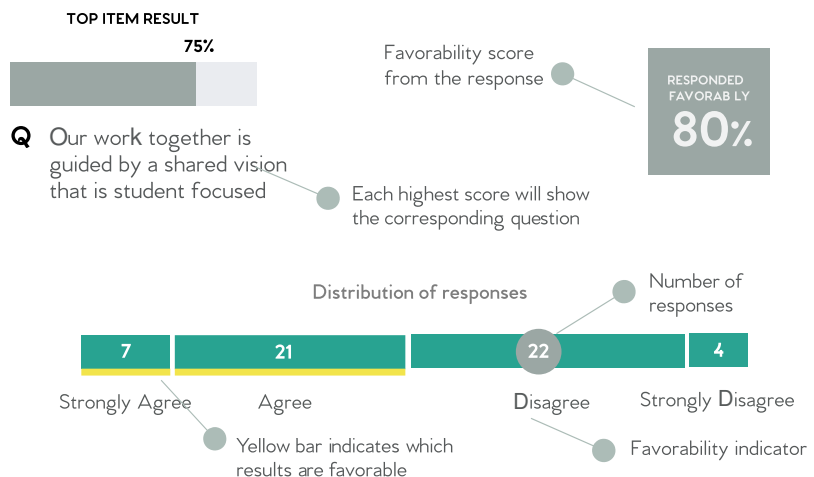 TOP ITEM RESULT
75%
Q Our work together is
guided by a shared vision
that is student focused
Favorability score
from the response
RESPONDED
FAVORAB LY
80%
Each highest score will show
the corresponding question
Distribution of responses
Number of
responses
7 21 22 4
Strongly Agree Agree Disagree Strongly Disagree
Yellow bar indicates which
results are favorable
Favorability indicator